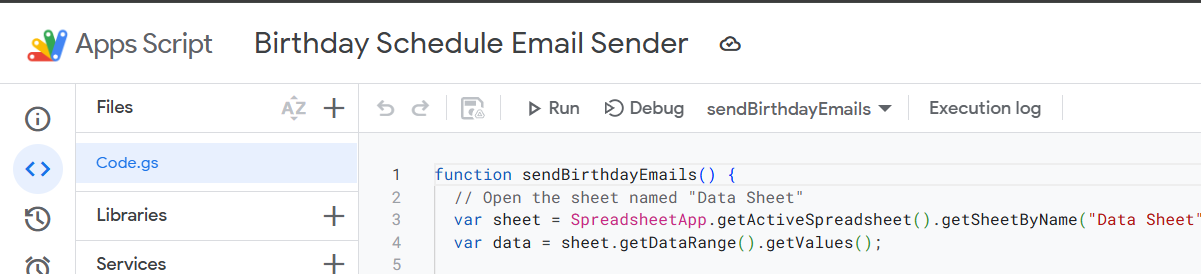 Apps Script Birthday Schedule Email Sender
Files AZ
Run Debug sendBirthdayEmails Execution log
Code.gs
Libraries
Services
1 function sendBirthdayEmails() {
2 // Open the sheet named "Data Sheet"
3 var sheet = SpreadsheetApp.getActiveSpreadsheet().getSheetByName("Data Sheet"
4 var data = sheet.getDataRange().getValues();
5